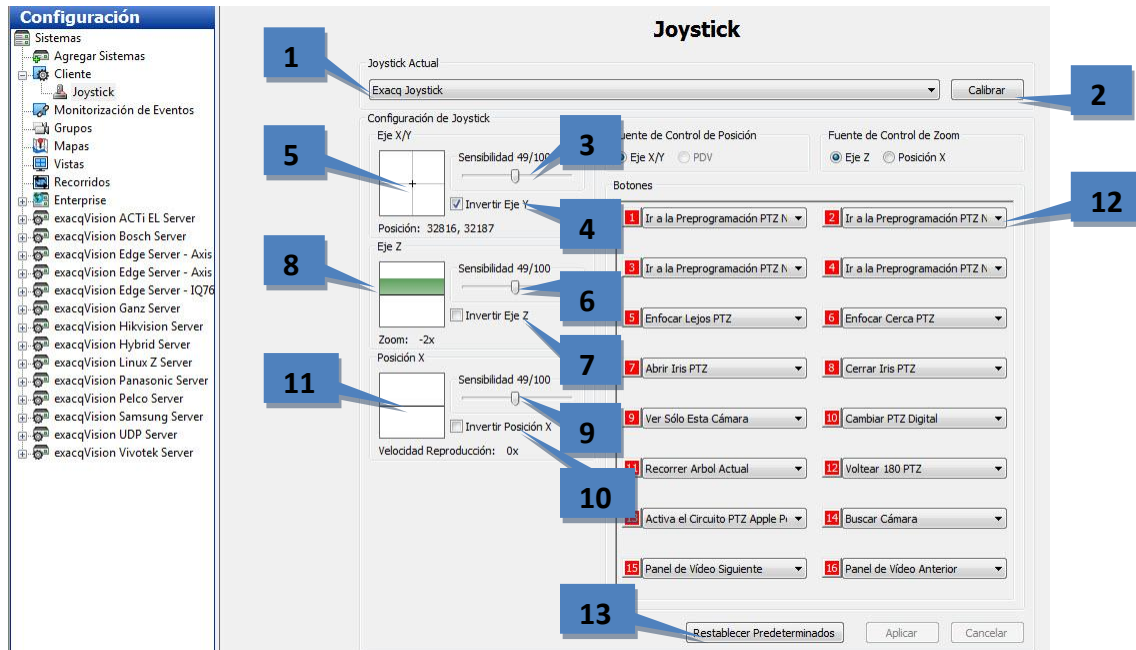 Configuración
Sistemas
Agregar Sistemas
Cliente
Joystick
Monitorización de Eventos
Grupos
Mapas
Vistas
Recorridos
Enterprise
exacqVision ACTi EL Server
exacqVision Bosch Server
exacqVision Edge Server - Axis
exacqVision Edge Server - Axis
exacqVision Edge Server - IQ76
exacqVision Ganz Server
exacqVision Hikvision Server
exacqVision Hybrid Server
exacqVision Linux Z Server
exacqVision Panasonic Server
exacqVision Pelco Server
exacqVision Samsung Server
exacqVision UDP Server
exacqVision Vivotek Server
Joystick
1
Joystick Actual
Exacq Joystick
Calibrar
2
Configuración de Joystick
Eje X/Y
5
Sensibilidad 49/100
3
Invertir Eje Y
4
Posición: 32816, 32187
Eje Z
8
Sensibilidad 49/100
6
Invertir Eje Z
7
Zoom: -2x
Posición X
11
Sensibilidad 49/100
9
Invertir Posición X
10
Velocidad Reproducción: 0x
uente de Control de Posición
Eje X/Y PDV
Fuente de Control de Zoom
Eje Z Posición X
Botones
12
1 Ir a la Preprogramación PTZ N
2 Ir a la Preprogramación PTZ N
3 Ir a la Preprogramación PTZ N
4 Ir a la Preprogramación PTZ N
5 Enfocar Lejos PTZ
6 Enfocar Cerca PTZ
7 Abrir Iris PTZ
8 Cerrar Iris PTZ
9 Ver Sólo Esta Cámara
10 Cambiar PTZ Digital
11 Recorrer Arbol Actual
12 Voltear 180 PTZ
13 Activa el Circuito PTZ Apple P
14 Buscar Cámara
15 Panel de Vídeo Siguiente
16 Panel de Vídeo Anterior
13
Restablecer Predeterminados
Aplicar
Cancelar